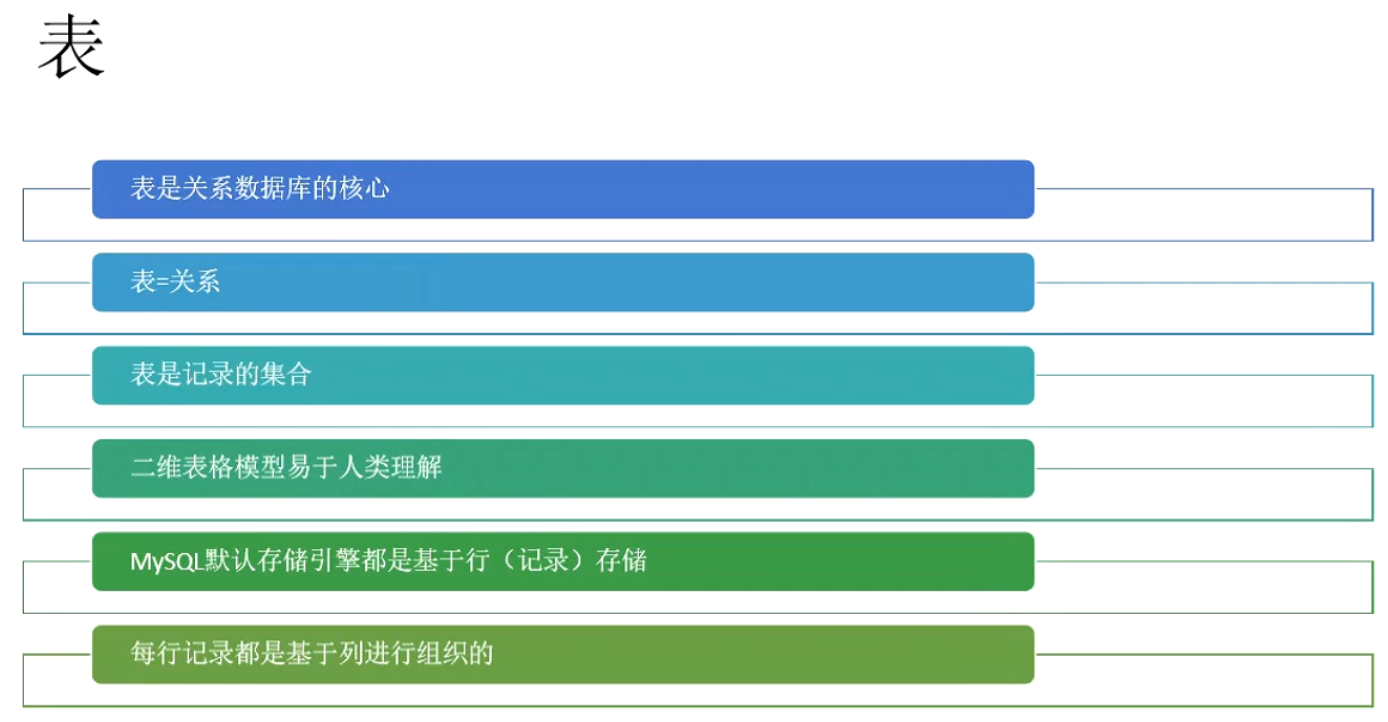 表
表是关系数据库的核心
表=关系
表是记录的集合
二维表格模型易于人类理解
MySQL默认存储引擎都是基于行（记录）存储
每行记录都是基于列进行组织的